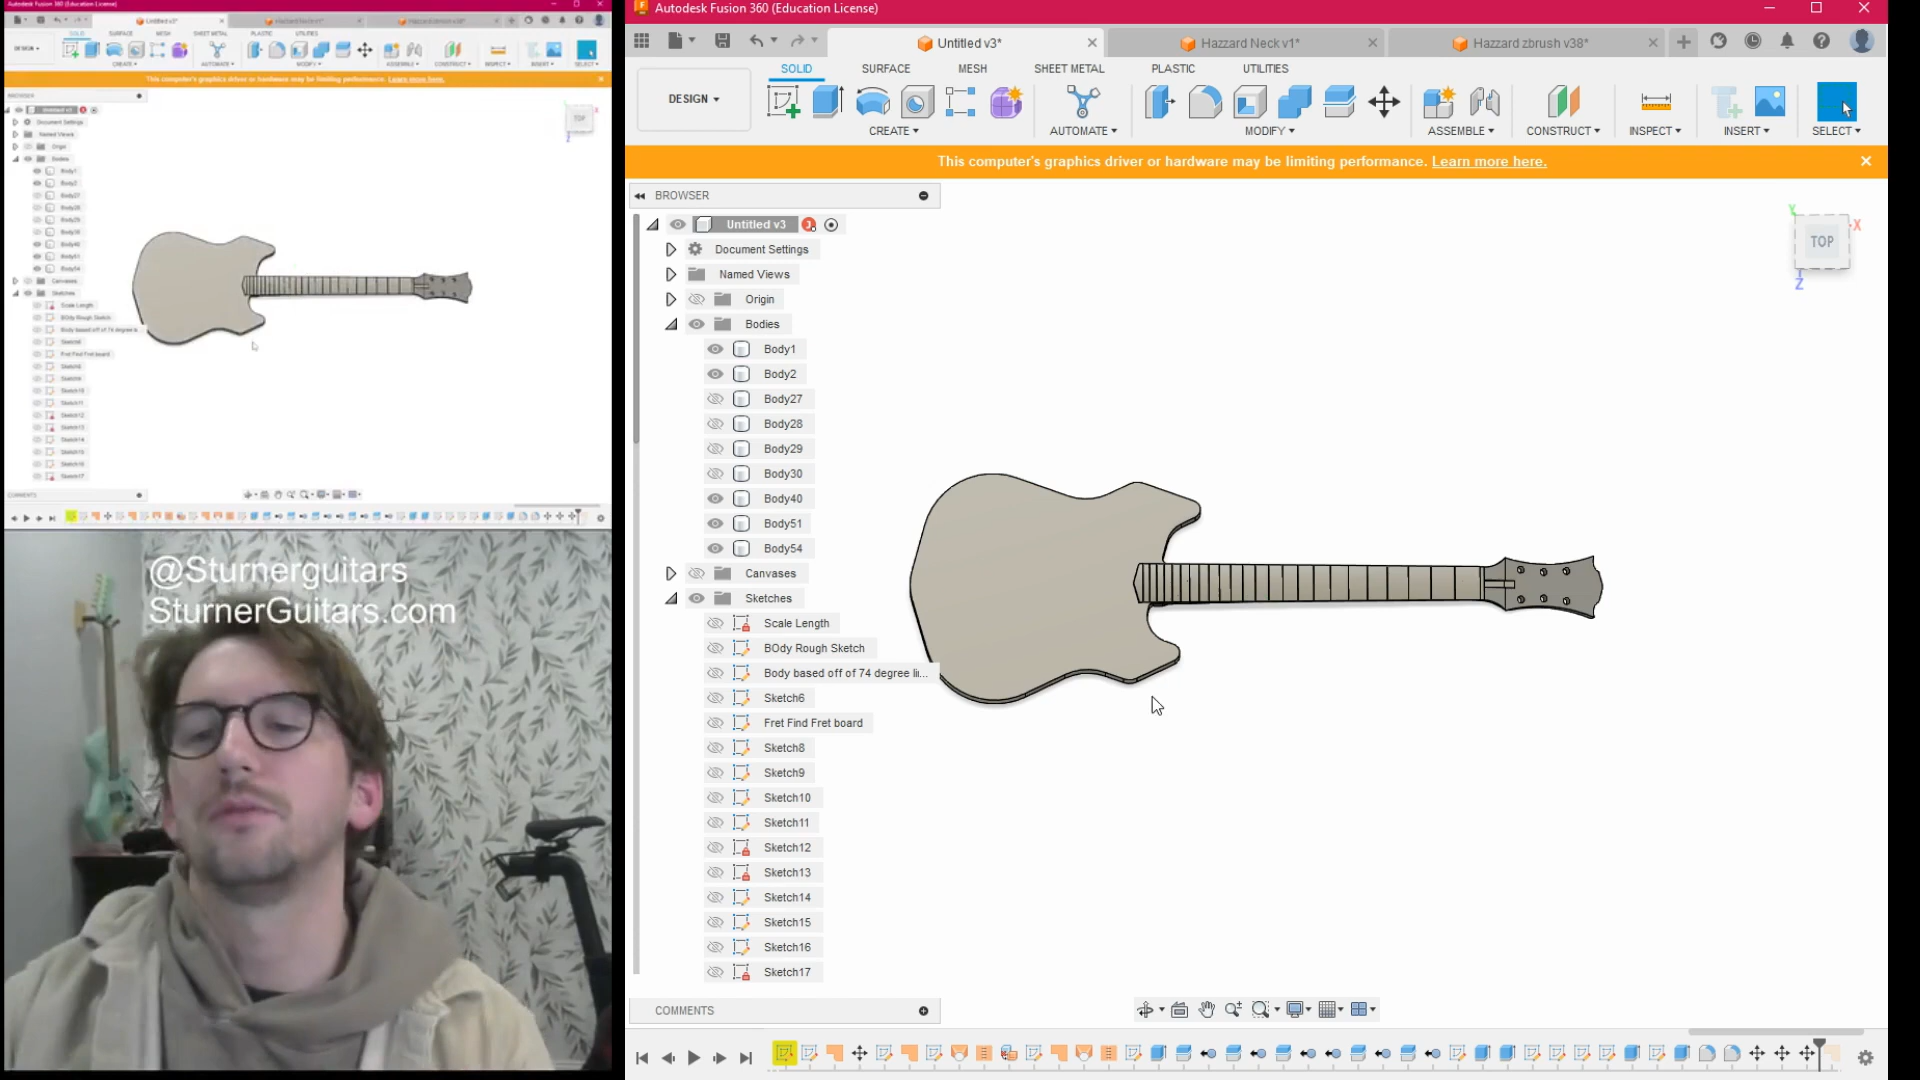 Autodesk Fusion 360 (Education License)
Untitled v3*
Hazzard Neck v1*
Hazzard zbrush v38*
SOLID
SURFACE
MESH
SHEET METAL
PLASTIC
UTILITIES
DESIGN
CREATE
AUTOMATE
MODIFY
ASSEMBLE
CONSTRUCT
INSPECT
INSERT
SELECT
This computer's graphics driver or hardware may be limiting performance. Learn more here.
BROWSER
Untitled v3
Document Settings
Named Views
Origin
Bodies
Body1
Body2
Body27
Body28
Body29
Body30
Body40
Body51
Body54
Canvases
Sketches
Scale Length
BOdy Rough Sketch
Body based off of 74 degree li...
Sketch6
Fret Find Fret board
Sketch8
Sketch9
Sketch10
Sketch11
Sketch12
Sketch13
Sketch14
Sketch15
Sketch16
Sketch17
COMMENTS
Y
X
TOP
Z
@Sturnerguitars
SturnerGuitars.com